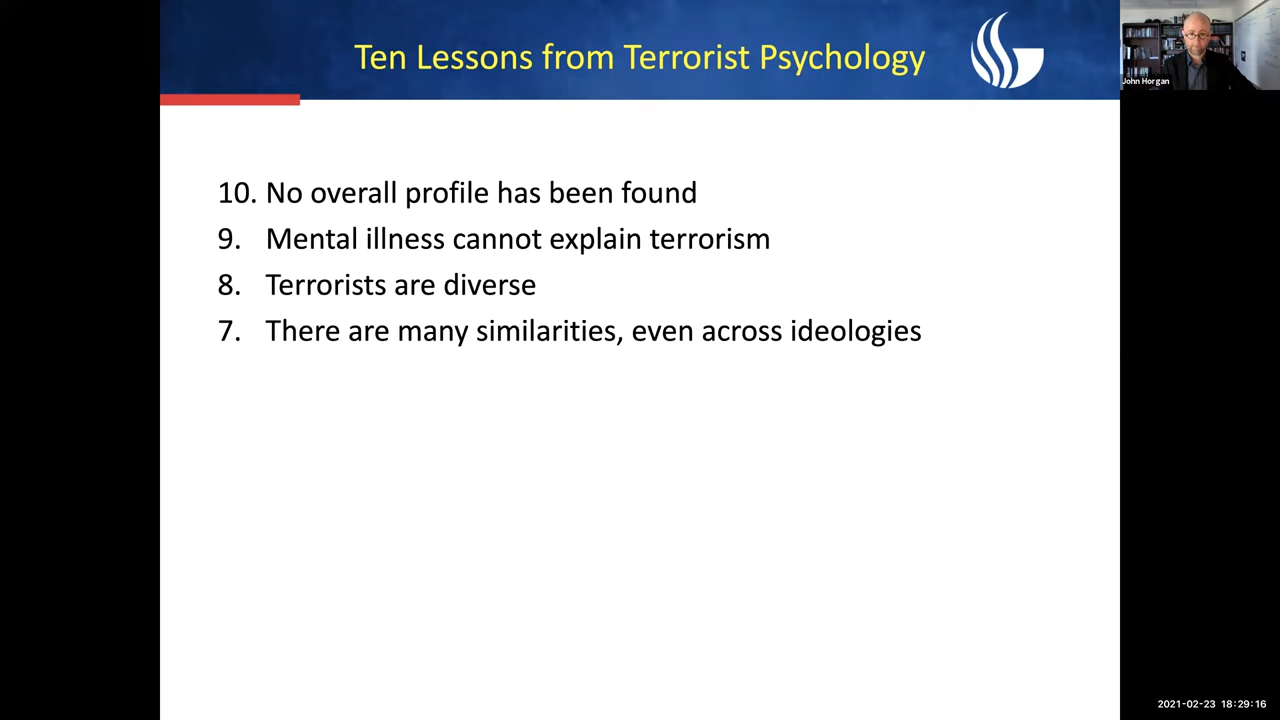 Ten Lessons from Terrorist Psychology
John Horgan
10. No overall profile has been found
9. Mental illness cannot explain terrorism
8. Terrorists are diverse
7. There are many similarities, even across ideologies
2021-02-23 18:29:16